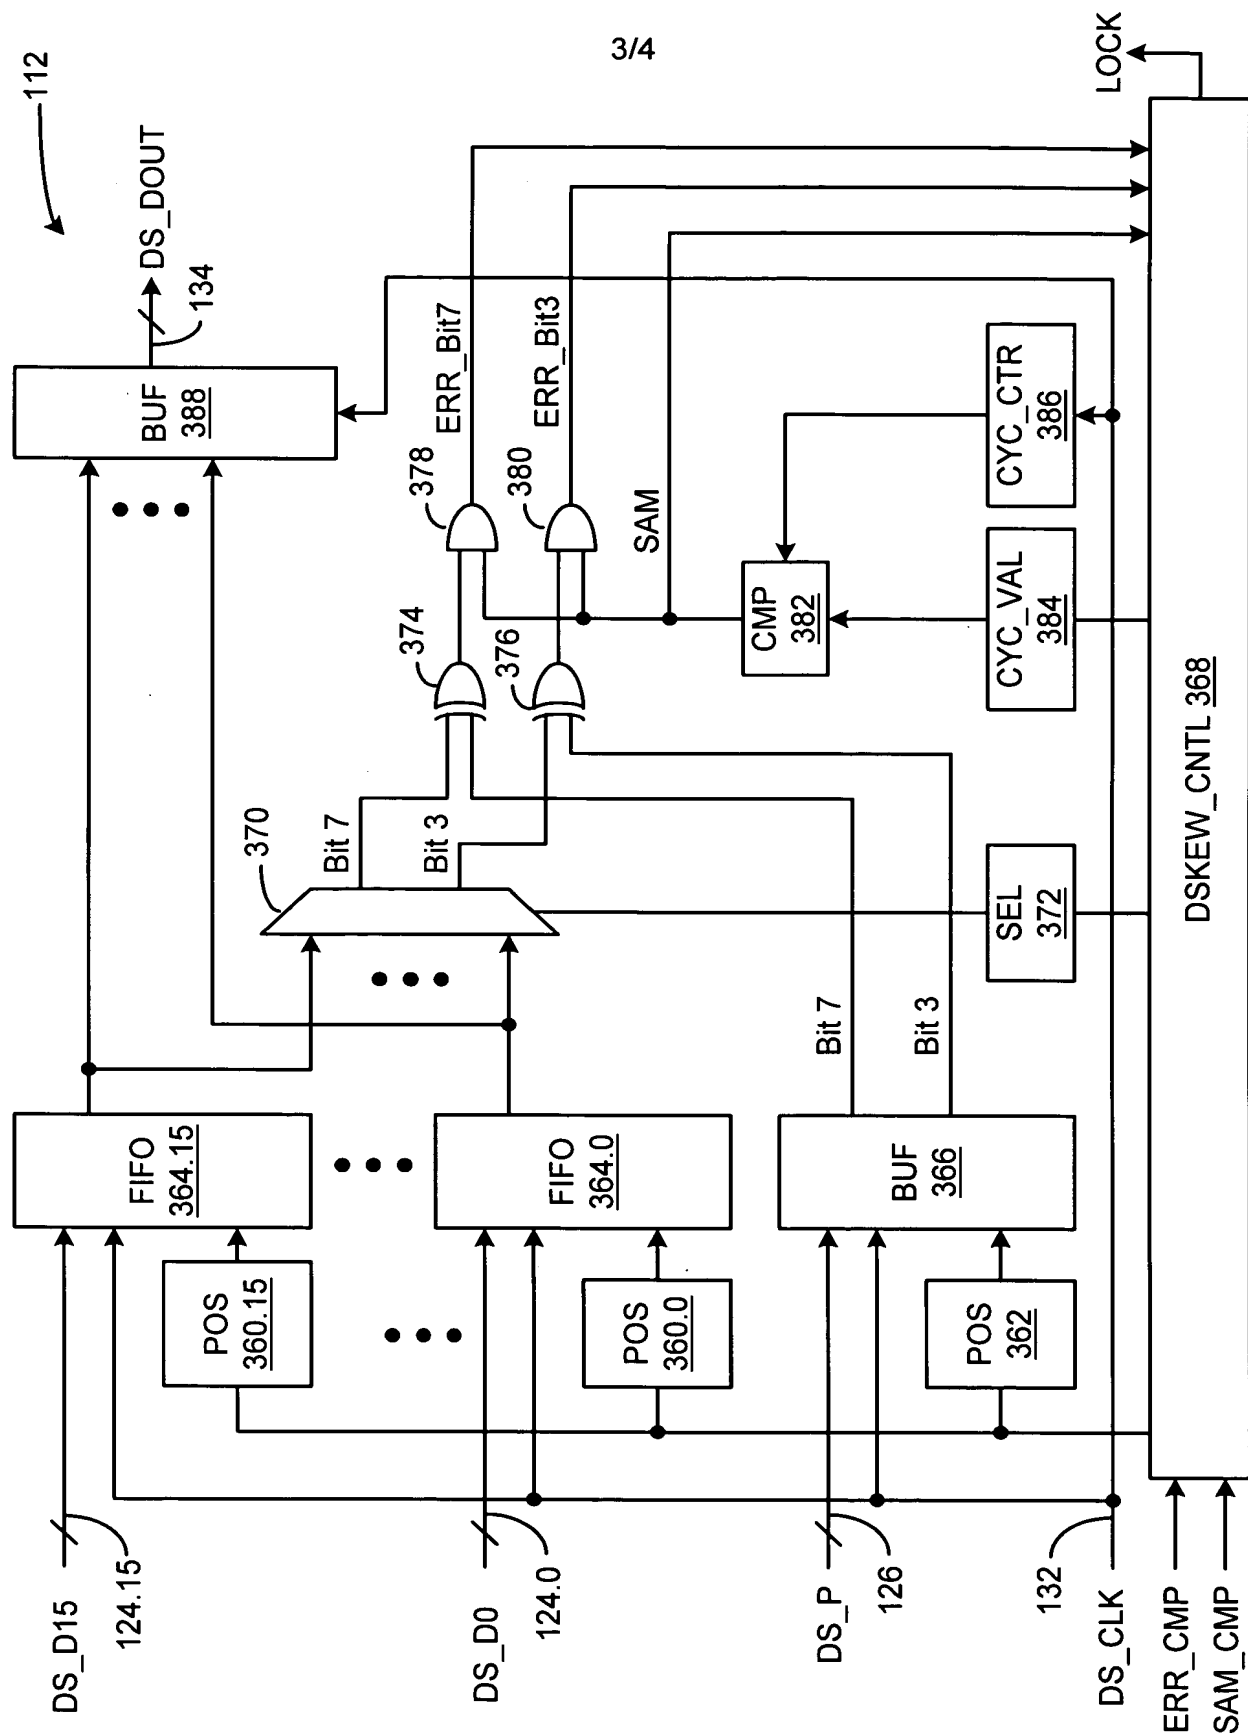 3/4
112
DS_DOUT
134
BUF
388
ERR_Bit7
ERR_Bit3
378
380
SAM
CYC_CTR
386
CMP
382
CYC_VAL
384
374
376
370
Bit 7
Bit 3
SEL
372
Bit 7
Bit 3
FIFO
364.15
FIFO
364.0
BUF
366
POS
360.15
POS
360.0
POS
362
DS_D15
124.15
DS_D0
124.0
DS_P
126
132
DS_CLK
ERR_CMP
SAM_CMP
DSKEW_CNTL 368
LOCK